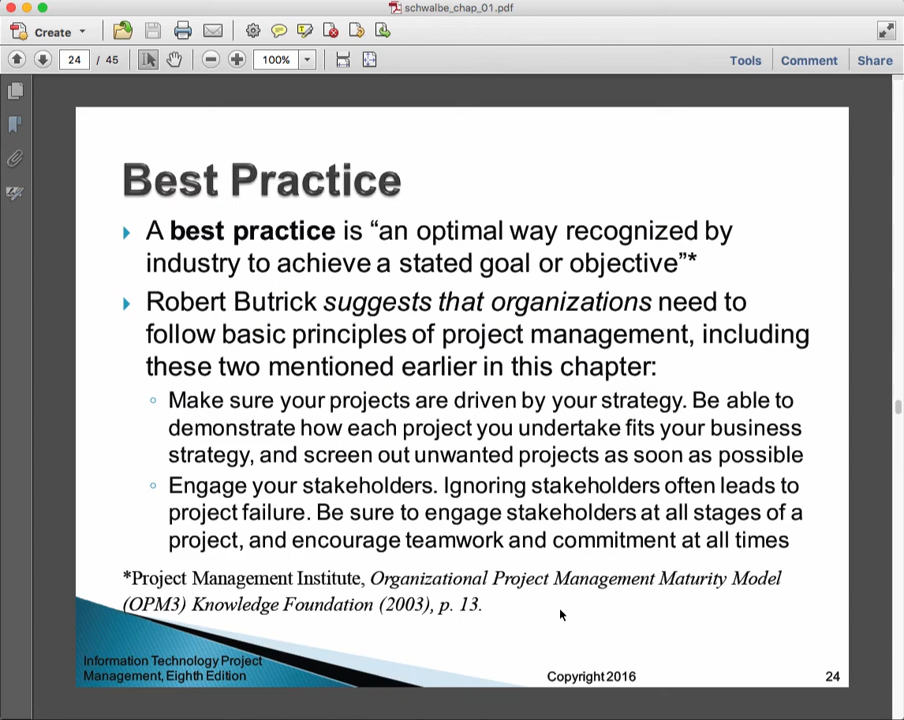 schwalbe_chap_01.pdf
Create
24 / 45
100%
Tools
Comment
Share
Best Practice
A best practice is “an optimal way recognized by
industry to achieve a stated goal or objective”*
Robert Butrick suggests that organizations need to
follow basic principles of project management, including
these two mentioned earlier in this chapter:
Make sure your projects are driven by your strategy. Be able to
demonstrate how each project you undertake fits your business
strategy, and screen out unwanted projects as soon as possible
Engage your stakeholders. Ignoring stakeholders often leads to
project failure. Be sure to engage stakeholders at all stages of a
project, and encourage teamwork and commitment at all times
*Project Management Institute, Organizational Project Management Maturity Model
(OPM3) Knowledge Foundation (2003), p. 13.
Information Technology Project
Management, Eighth Edition
Copyright 2016
24